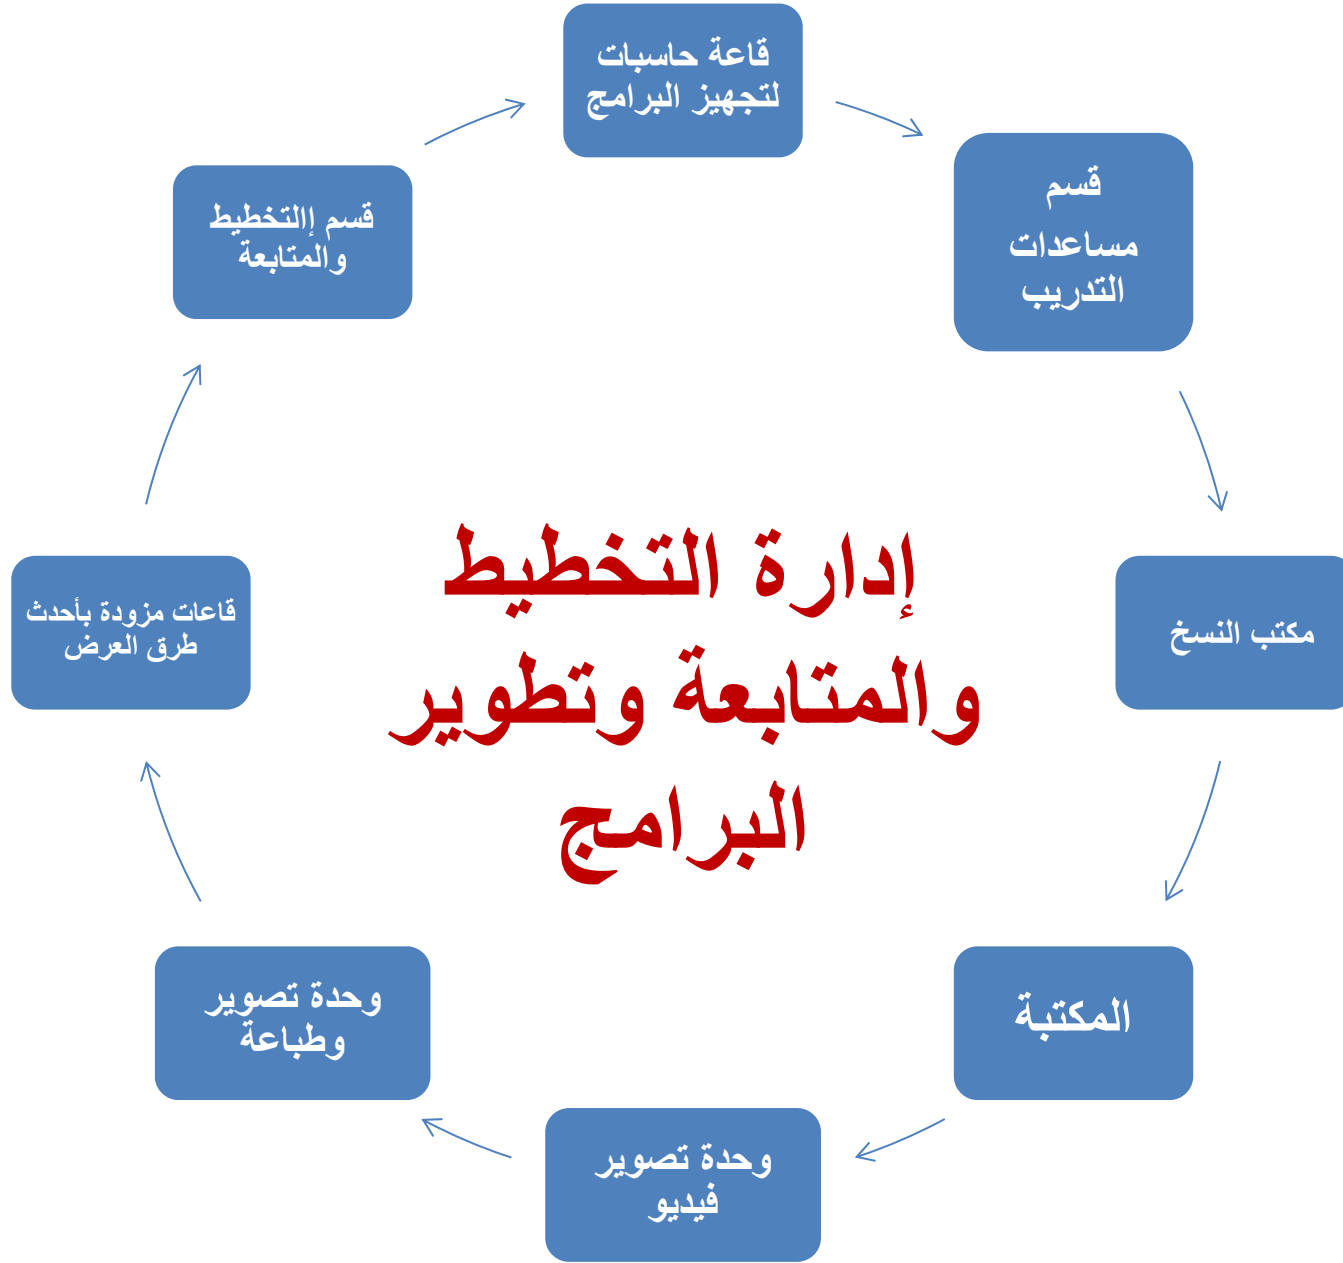 قاعة حاسبات
لتجهيز البرامج
قسم
مساعدات
التدريب
مكتب النسخ
المكتبة
وحدة تصوير
فيديو
وحدة تصوير
وطباعة
قاعات مزودة بأحدث
طرق العرض
قسم إالتخطيط
والمتابعة
إدارة التخطيط
والمتابعة وتطوير
البرامج